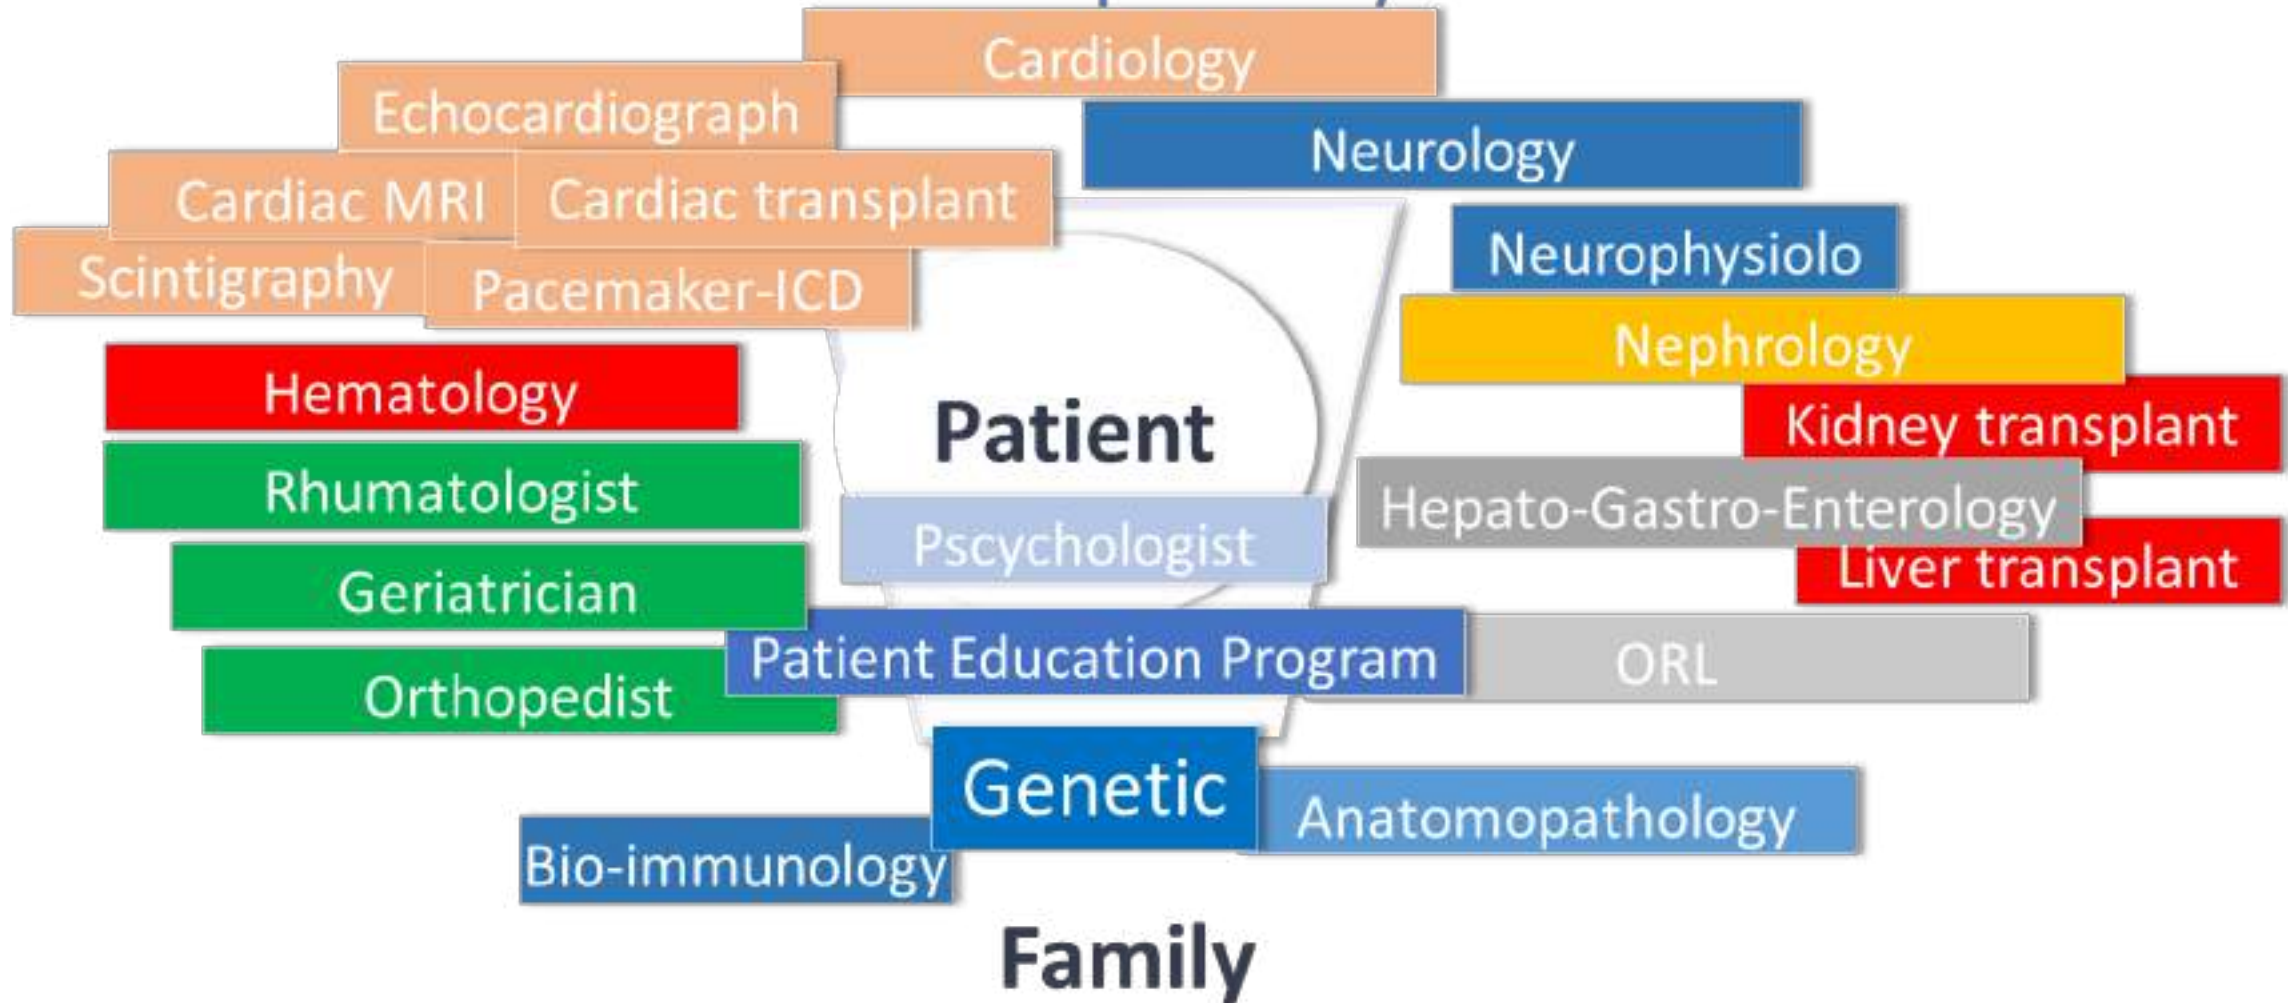 Cardiology
Echocardiograph
Neurology
Cardiac MRI
Cardiac transplant
Neurophysiolo
Scintigraphy
Pacemaker-ICD
Nephrology
Hematology
Patient
Kidney transplant
Rhumatologist
Hepato-Gastro-Enterology
Pscychologist
Liver transplant
Geriatrician
Patient Education Program
ORL
Orthopedist
Genetic
Anatomopathology
Bio-immunology
Family